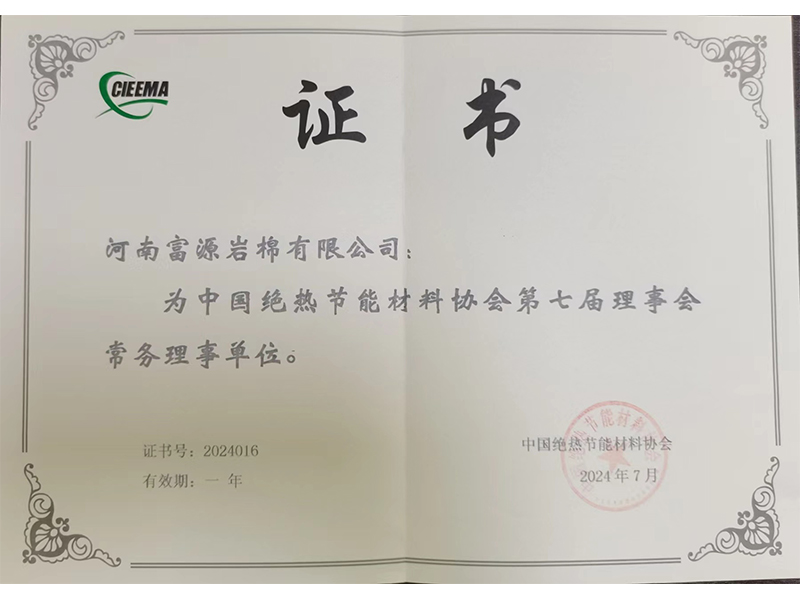 CIEEMA
证 书
河南富源岩棉有限公司：
为中国绝热节能材料协会第七届理事会
常务理事单位。
证书号：2024016
有效期：一 年
中国绝热节能材料协会
2024年7月